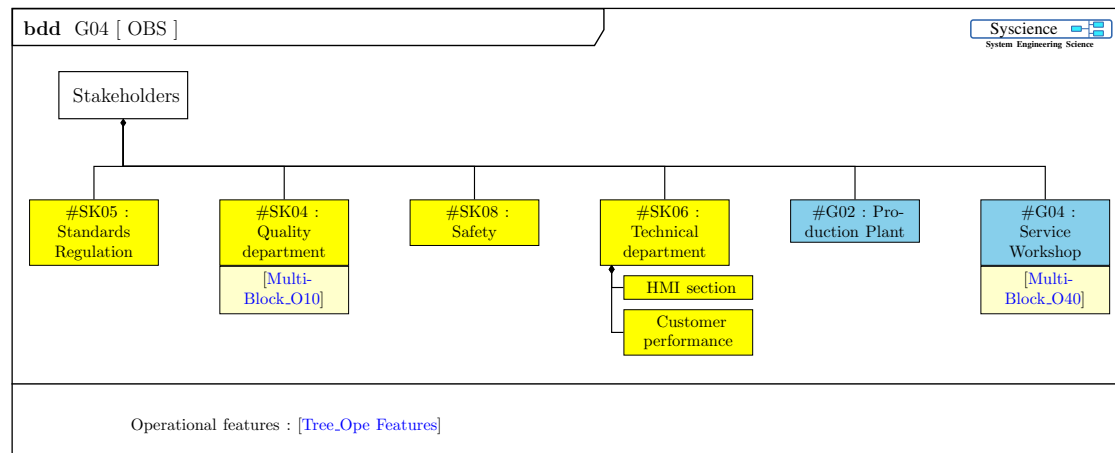 bdd G04 [ OBS ]
Syscience
System Engineering Science
Stakeholders
#SK05 :
Standards
Regulation
#SK04 :
Quality
department
[Multi-
Block_O10]
#SK08 :
Safety
#SK06 :
Technical
department
HMI section
Customer
performance
#G02 : Pro-
duction Plant
#G04 :
Service
Workshop
[Multi-
Block_O40]
Operational features : [Tree_Ope Features]